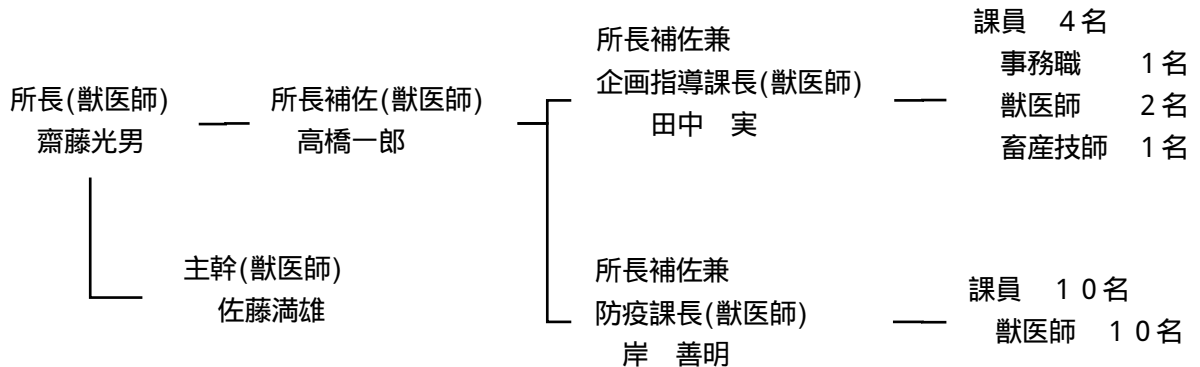 所長(獣医師)
齋藤光男
所長補佐(獣医師)
高橋一郎
所長補佐兼
企画指導課長(獣医師)
田中　実
課員　4名
事務職　1名
獣医師　2名
畜産技師　1名
主幹(獣医師)
佐藤満雄
所長補佐兼
防疫課長(獣医師)
岸　善明
課員　10名
獣医師　10名